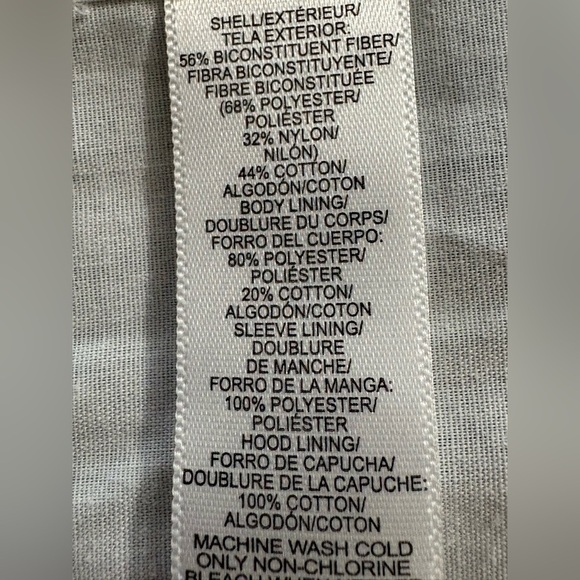 SHELL/EXTÉRIEUR/
TELA EXTERIOR:
56% BICONSTITUENT FIBER/
FIBRA BICONSTITUYENTE/
FIBRE BICONSTITUÉE
(68% POLYESTER/
POLIÉSTER
32% NYLON/
NILÓN)
44% COTTON/
ALGODÓN/COTON
BODY LINING/
DOUBLURE DU CORPS/
FORRO DEL CUERPO:
80% POLYESTER/
POLIÉSTER
20% COTTON/
ALGODÓN/COTON
SLEEVE LINING/
DOUBLURE
DE MANCHE/
FORRO DE LA MANGA:
100% POLYESTER/
POLIÉSTER
HOOD LINING/
FORRO DE CAPUCHA/
DOUBLURE DE LA CAPUCHE:
100% COTTON/
ALGODÓN/COTON
MACHINE WASH COLD
ONLY NON-CHLORINE
BLEACH